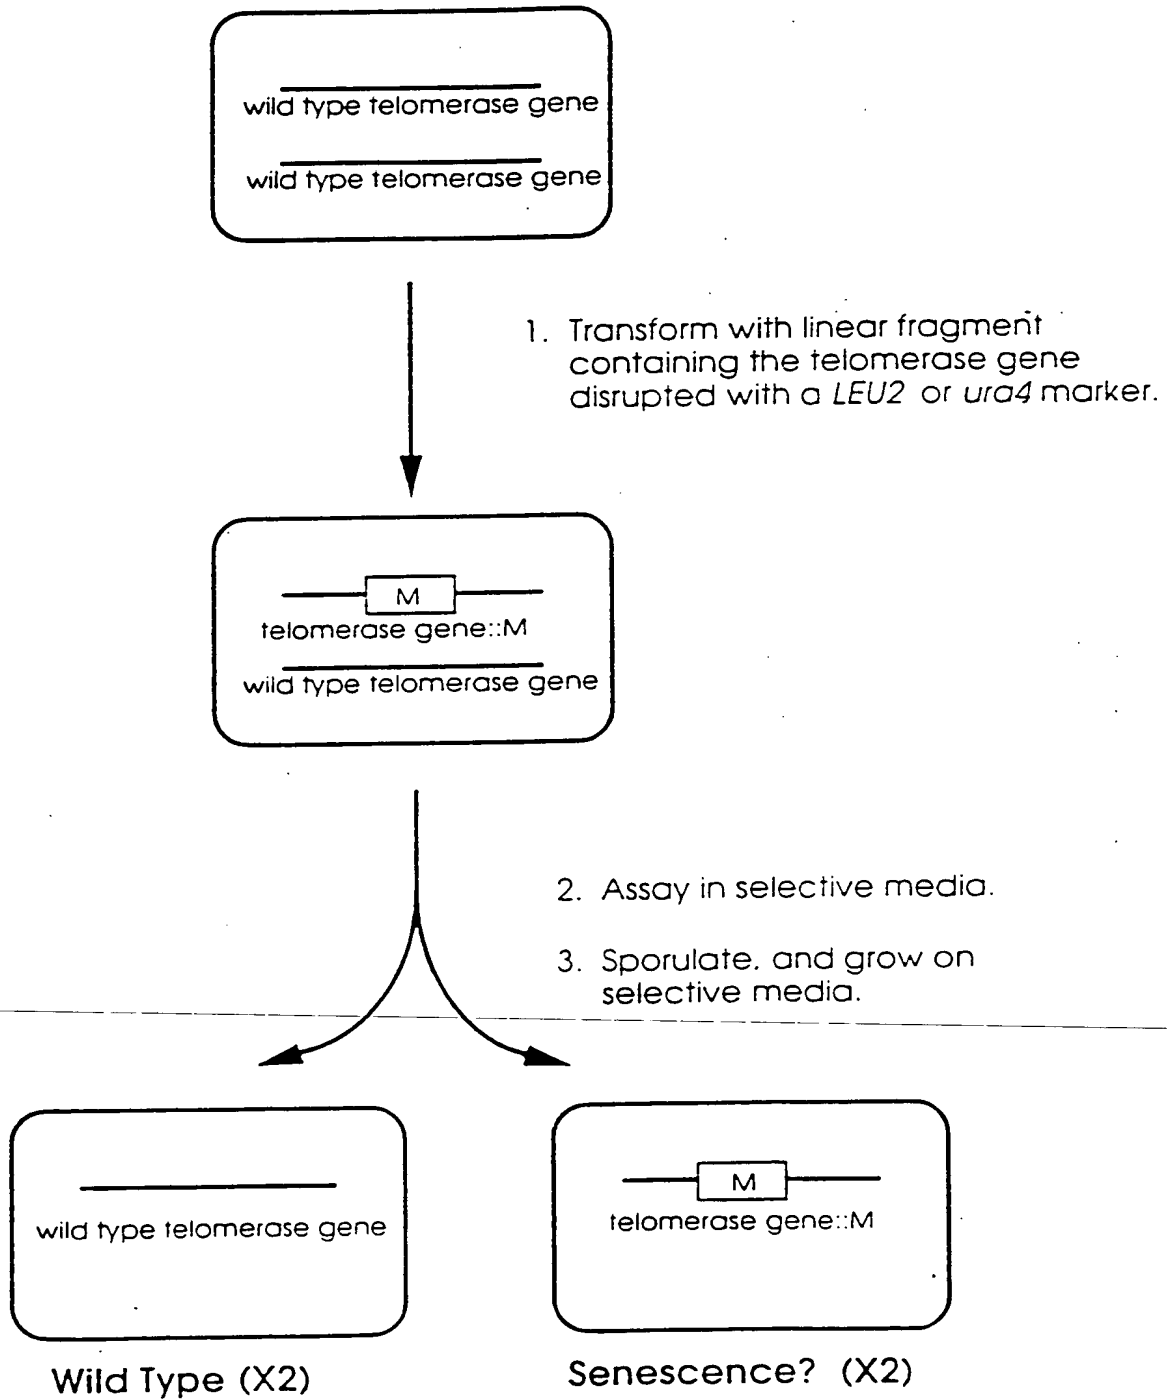 wild type telomerase gene
wild type telomerase gene
1. Transform with linear fragment
containing the telomerase gene
disrupted with a LEU2 or ura4 marker.
M
telomerase gene::M
wild type telomerase gene
2. Assay in selective media.
3. Sporulate, and grow on
selective media.
wild type telomerase gene
M
telomerase gene::M
Wild Type (X2)
Senescence? (X2)